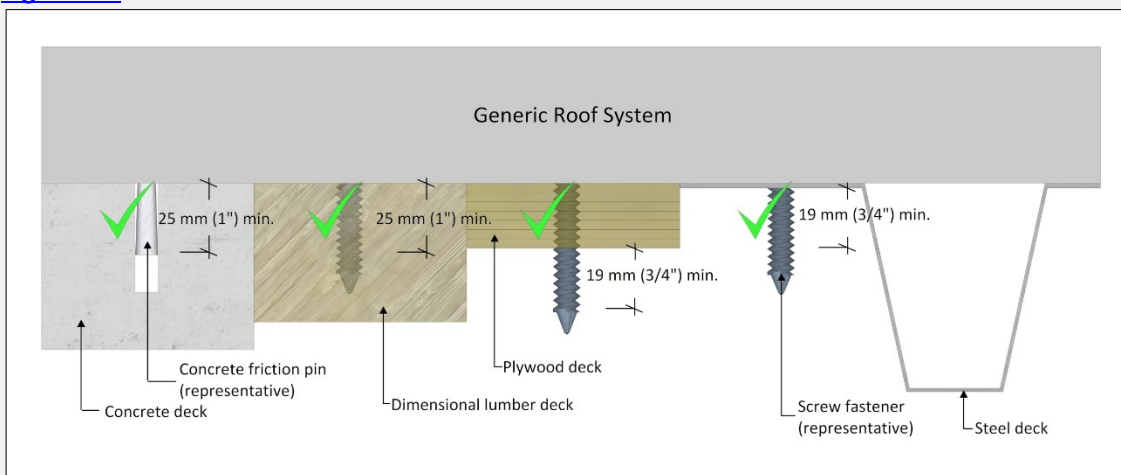 Generic Roof System
25 mm (1") min.
25 mm (1") min.
19 mm (3/4") min.
19 mm (3/4") min.
Concrete friction pin
(representative)
Concrete deck
Dimensional lumber deck
Plywood deck
Screw fastener
(representative)
Steel deck